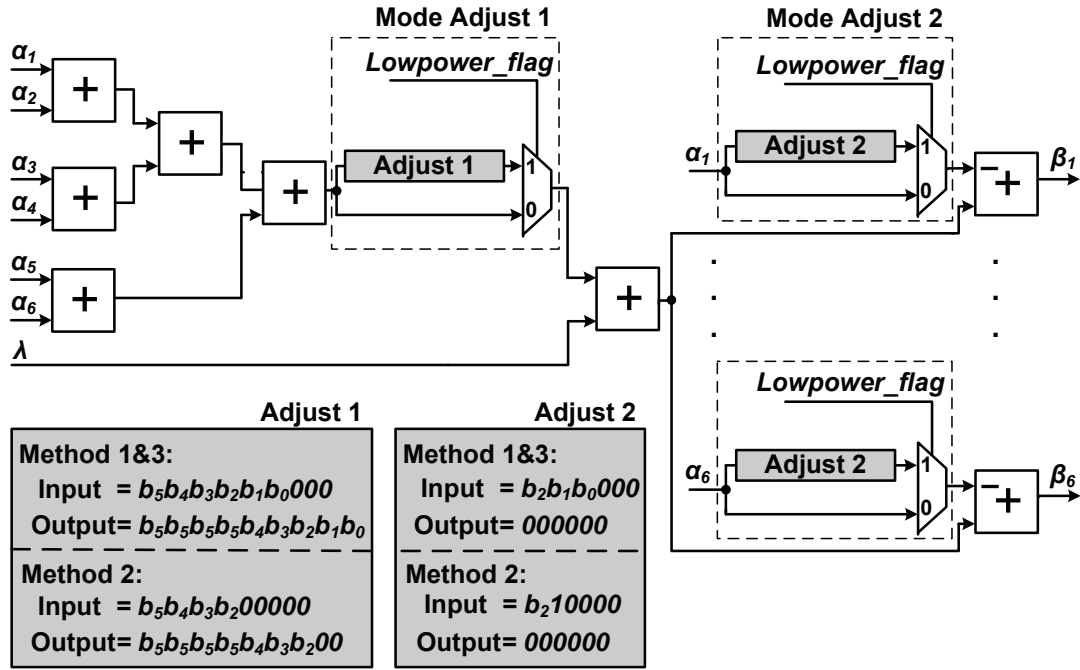 Mode Adjust 1
Mode Adjust 2
α1
α2
α3
α4
α5
α6
λ
+
+
+
+
+
Lowpower_flag
Adjust 1
1
0
+
Lowpower_flag
α1
Adjust 2
1
0
− +
β1
. .
. .
. .
Lowpower_flag
α6
Adjust 2
1
0
− +
β6
Adjust 1
Method 1&3:
Input = b5b4b3b2b1b0000
Output= b5b5b5b5b4b3b2b1b0
Method 2:
Input = b5b4b3b200000
Output= b5b5b5b5b4b3b200
Adjust 2
Method 1&3:
Input = b2b1b0000
Output= 000000
Method 2:
Input = b210000
Output= 000000